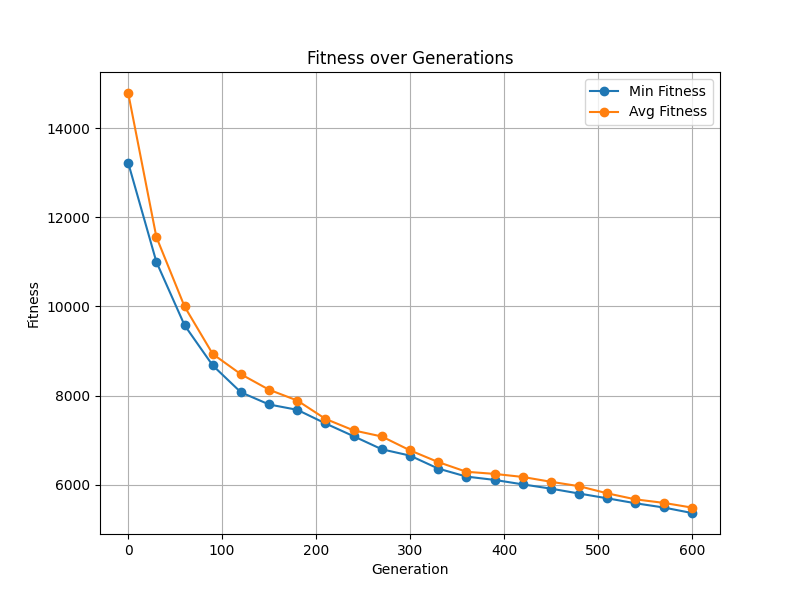 Fitness over Generations
Min Fitness
Avg Fitness
14000
12000
10000
8000
6000
Fitness
0 100 200 300 400 500 600
Generation